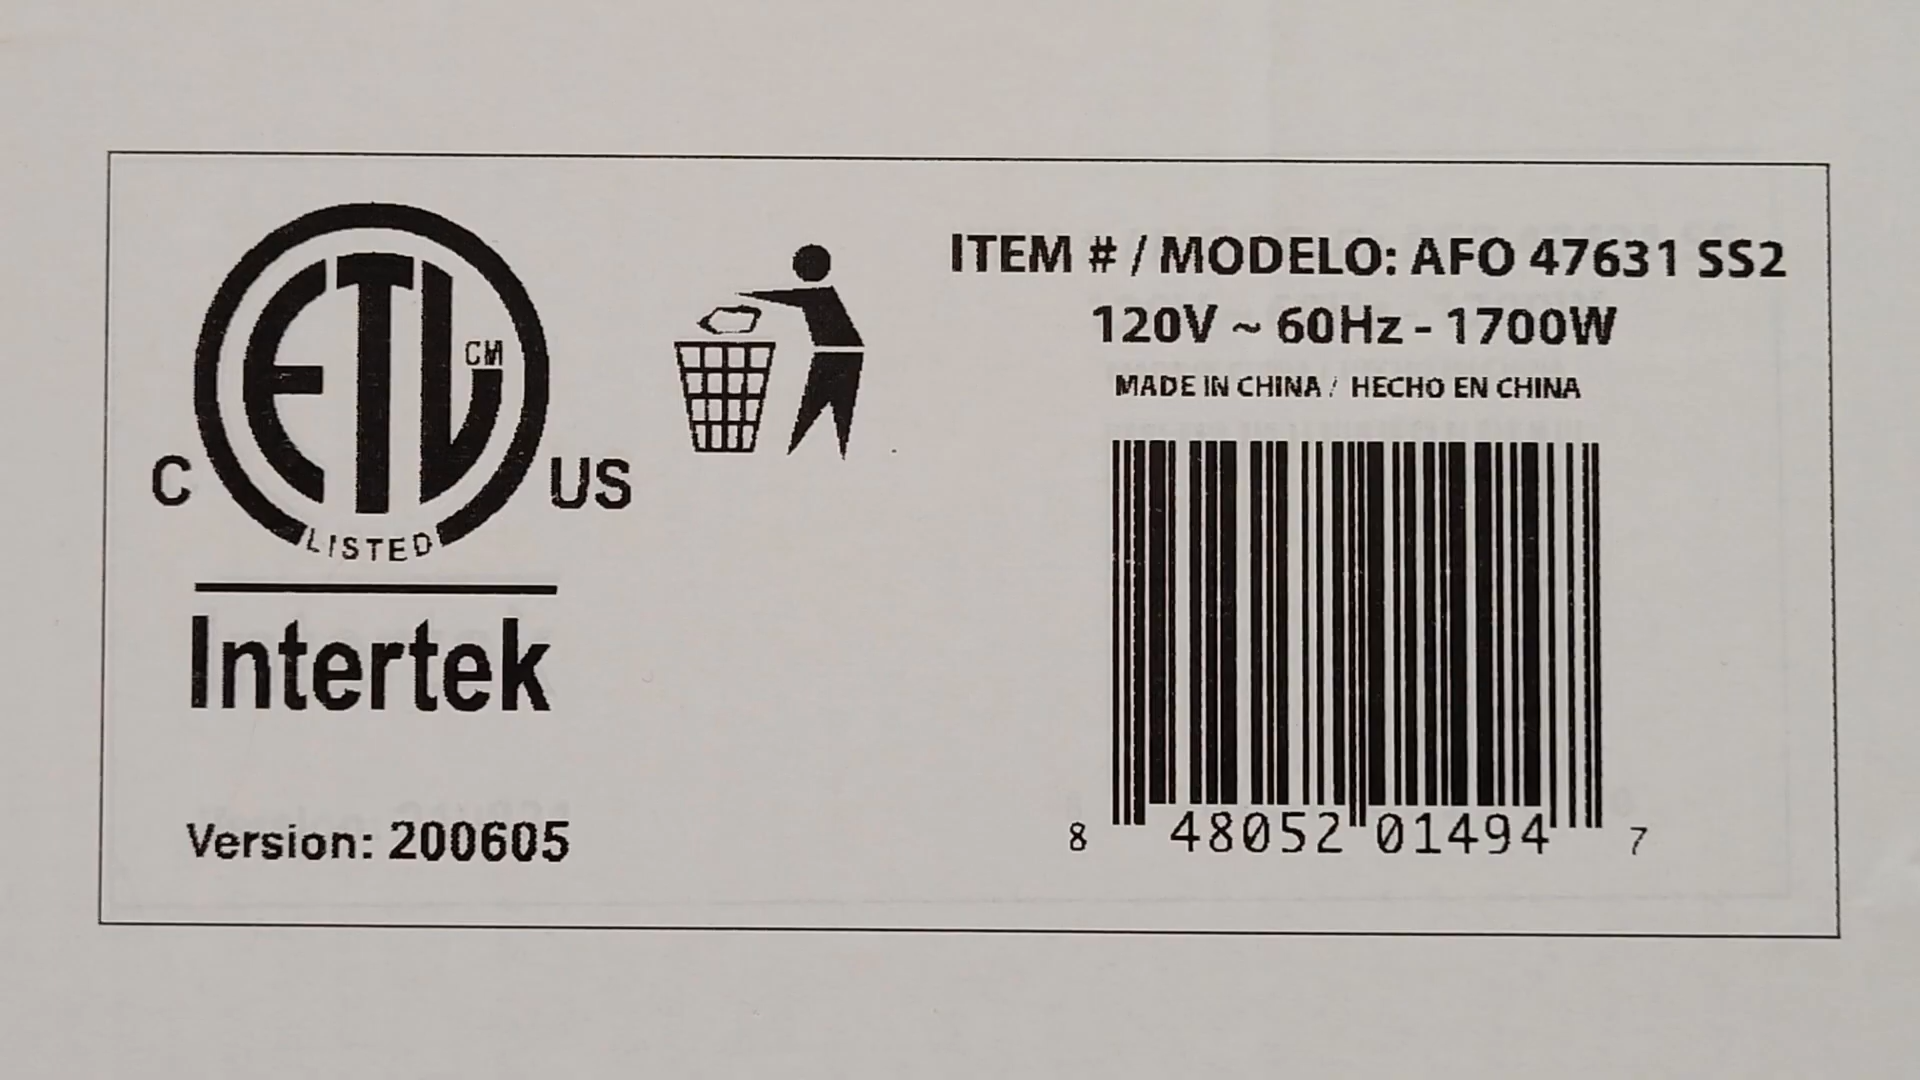 ETL CM
C US
LISTED
Intertek
Version: 200605
ITEM # / MODELO: AFO 47631 SS2
120V ~ 60Hz - 1700W
MADE IN CHINA / HECHO EN CHINA
8 48052 01494 7